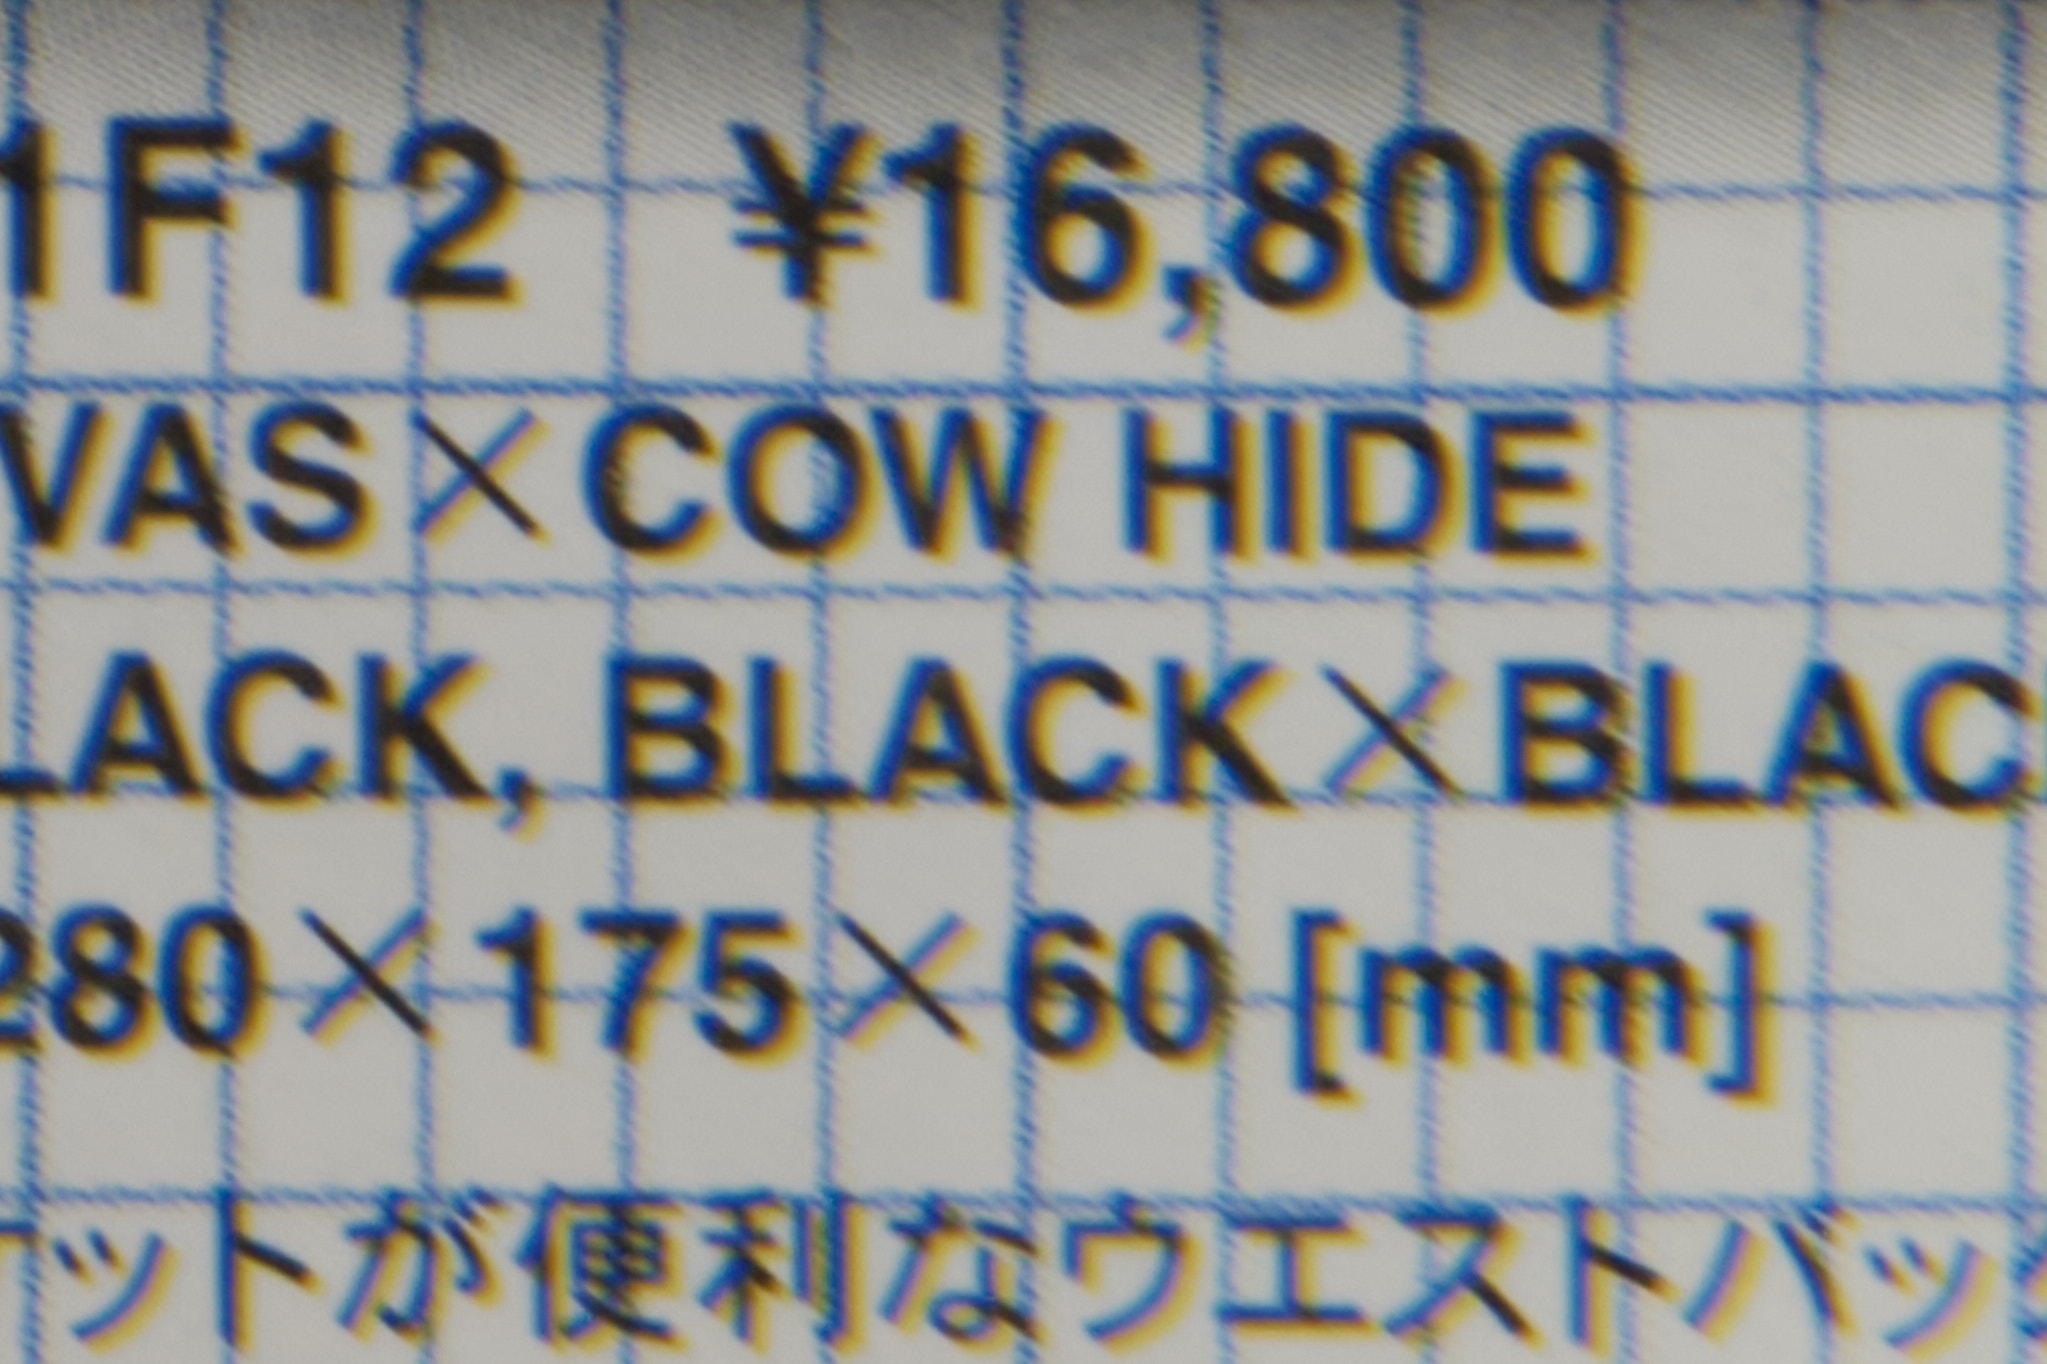 1F12 ¥16,800
VAS×COW HIDE
LACK, BLACK×BLAC
280×175×60 [mm]
ットが便利なウエストバッ